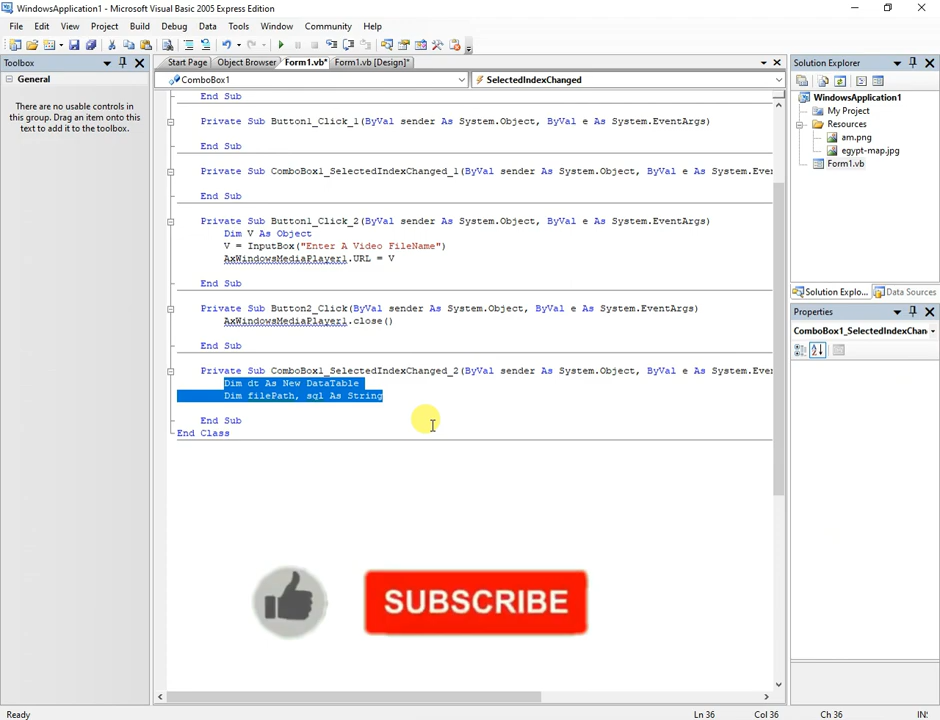 WindowsApplication1 - Microsoft Visual Basic 2005 Express Edition
File Edit View Project Build Debug Data Tools Window Community Help
Toolbox
General
There are no usable controls in
this group. Drag an item onto this
text to add it to the toolbox.
Start Page Object Browser Form1.vb* Form1.vb [Design]*
ComboBox1 SelectedIndexChanged
End Sub
Private Sub Button1_Click_1(ByVal sender As System.Object, ByVal e As System.EventArgs)
End Sub
Private Sub ComboBox1_SelectedIndexChanged_1(ByVal sender As System.Object, ByVal e As System.Eve
End Sub
Private Sub Button1_Click_2(ByVal sender As System.Object, ByVal e As System.EventArgs)
Dim V As Object
V = InputBox("Enter A Video FileName")
AxWindowsMediaPlayer1.URL = V
End Sub
Private Sub Button2_Click(ByVal sender As System.Object, ByVal e As System.EventArgs)
AxWindowsMediaPlayer1.close()
End Sub
Private Sub ComboBox1_SelectedIndexChanged_2(ByVal sender As System.Object, ByVal e As System.Eve
Dim dt As New DataTable
Dim filePath, sql As String
End Sub
End Class
SUBSCRIBE
Solution Explorer
WindowsApplication1
My Project
Resources
am.png
egypt-map.jpg
Form1.vb
Solution Explo... Data Sources
Properties
ComboBox1_SelectedIndexChan
Ready Ln 36 Col 36 Ch 36 IN